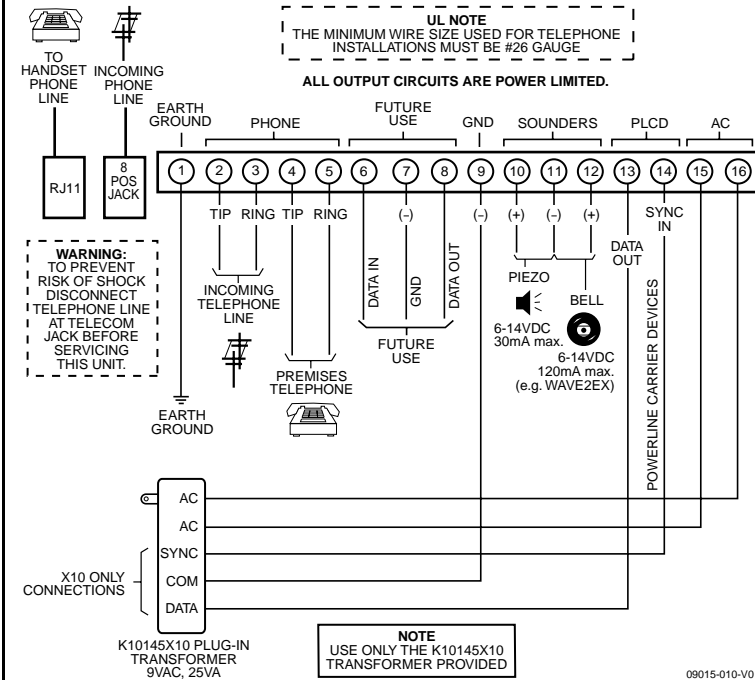 UL NOTE
THE MINIMUM WIRE SIZE USED FOR TELEPHONE
INSTALLATIONS MUST BE #26 GAUGE
ALL OUTPUT CIRCUITS ARE POWER LIMITED.
TO
HANDSET
PHONE
LINE
INCOMING
PHONE
LINE
RJ11
8
POS
JACK
EARTH
GROUND
PHONE
FUTURE
USE
GND
SOUNDERS
PLCD
AC
1 2 3 4 5 6 7 8 9 10 11 12 13 14 15 16
TIP RING TIP RING
(-)
(-)
(+) (-) (+)
DATA
OUT
SYNC
IN
WARNING:
TO PREVENT
RISK OF SHOCK
DISCONNECT
TELEPHONE LINE
AT TELECOM
JACK BEFORE
SERVICING
THIS UNIT.
EARTH
GROUND
INCOMING
TELEPHONE
LINE
PREMISES
TELEPHONE
DATA IN
GND
DATA OUT
FUTURE
USE
PIEZO
6-14VDC
30mA max.
BELL
6-14VDC
120mA max.
(e.g. WAVE2EX)
POWERLINE CARRIER DEVICES
AC
AC
SYNC
COM
DATA
X10 ONLY
CONNECTIONS
K10145X10 PLUG-IN
TRANSFORMER
9VAC, 25VA
NOTE
USE ONLY THE K10145X10
TRANSFORMER PROVIDED
09015-010-V0